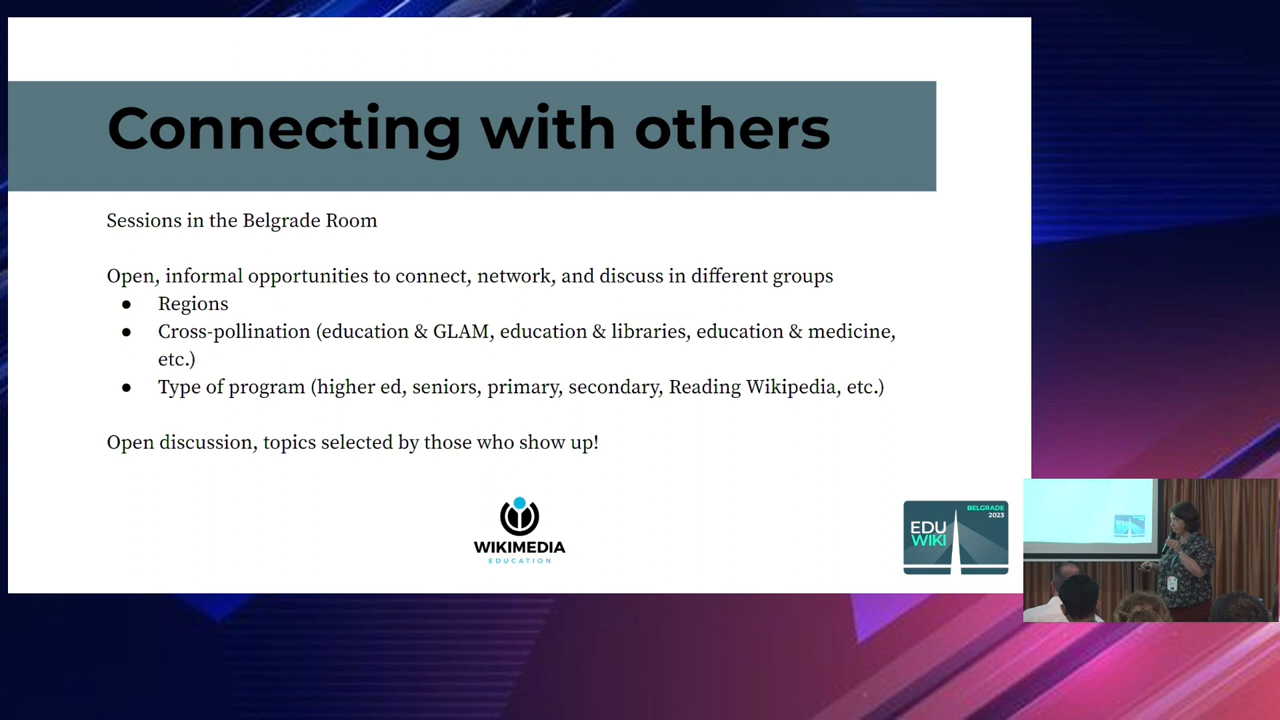 Connecting with others
Sessions in the Belgrade Room
Open, informal opportunities to connect, network, and discuss in different groups
● Regions
● Cross-pollination (education & GLAM, education & libraries, education & medicine,
etc.)
● Type of program (higher ed, seniors, primary, secondary, Reading Wikipedia, etc.)
Open discussion, topics selected by those who show up!
WIKIMEDIA
EDUCATION
BELGRADE
2023
EDU
WIKI